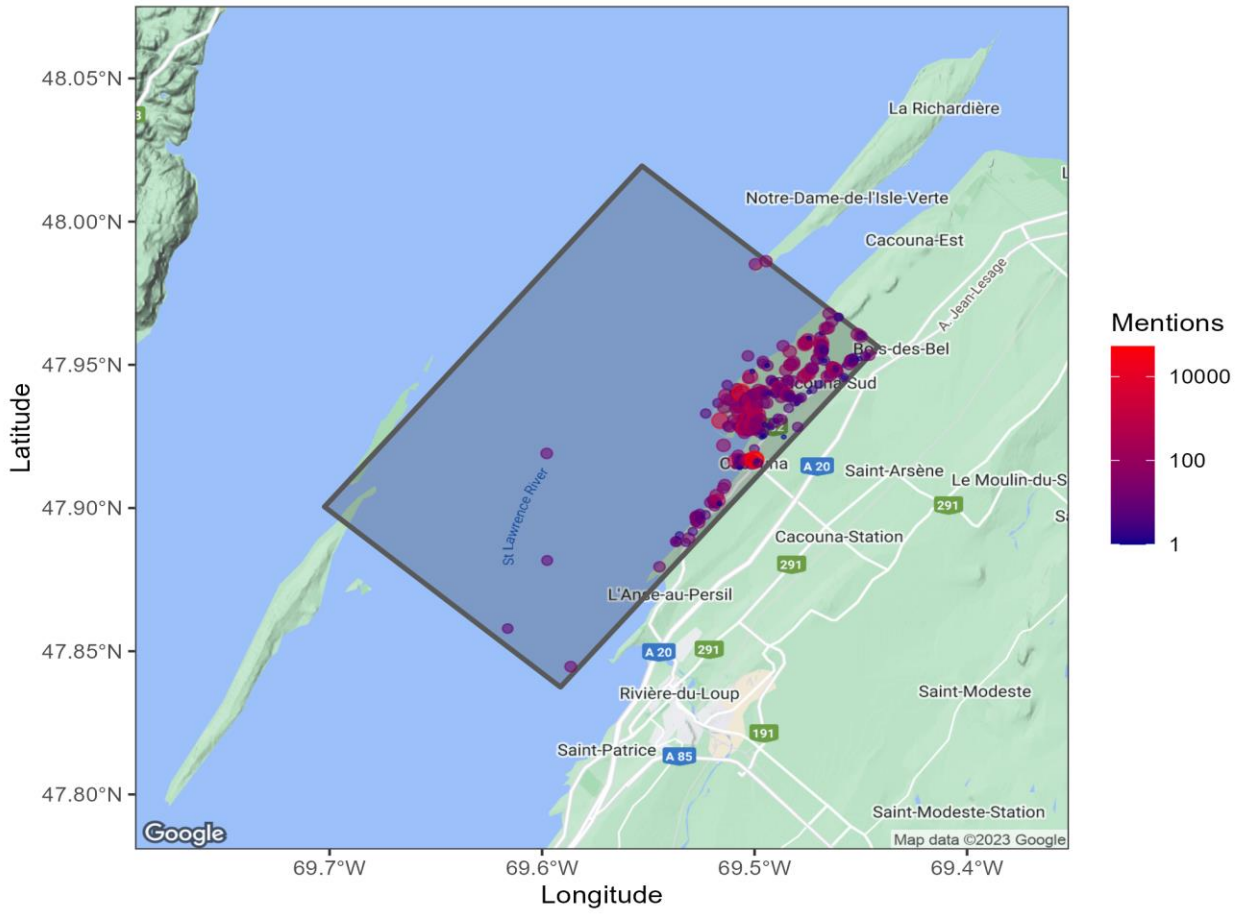 48.05°N
48.00°N
47.95°N
47.90°N
47.85°N
47.80°N
Latitude
69.7°W
69.6°W
69.5°W
69.4°W
Longitude
La Richardière
Notre-Dame-de-l'Isle-Verte
Cacouna-Est
A. Jean-Lesage
Bois-des-Bel
Cacouna Sud
A 20
Saint-Arsène
Le Moulin-du-S
291
Cacouna-Station
291
St Lawrence River
L'Anse-au-Persil
A 20
291
Rivière-du-Loup
Saint-Modeste
191
Saint-Patrice
A 85
Saint-Modeste-Station
Google
Map data ©2023 Google
Mentions
10000
100
1